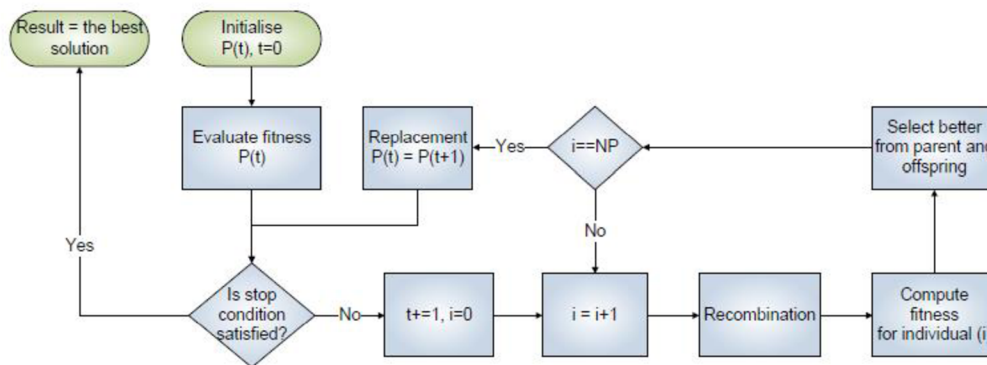 Result = the best
solution
Initialise
P(t), t=0
Evaluate fitness
P(t)
Replacement
P(t) = P(t+1)
Yes
i==NP
Select better
from parent and
offspring
No
Yes
Is stop
condition
satisfied?
No
t+=1, i=0
i = i+1
Recombination
Compute
fitness
for individual (i)